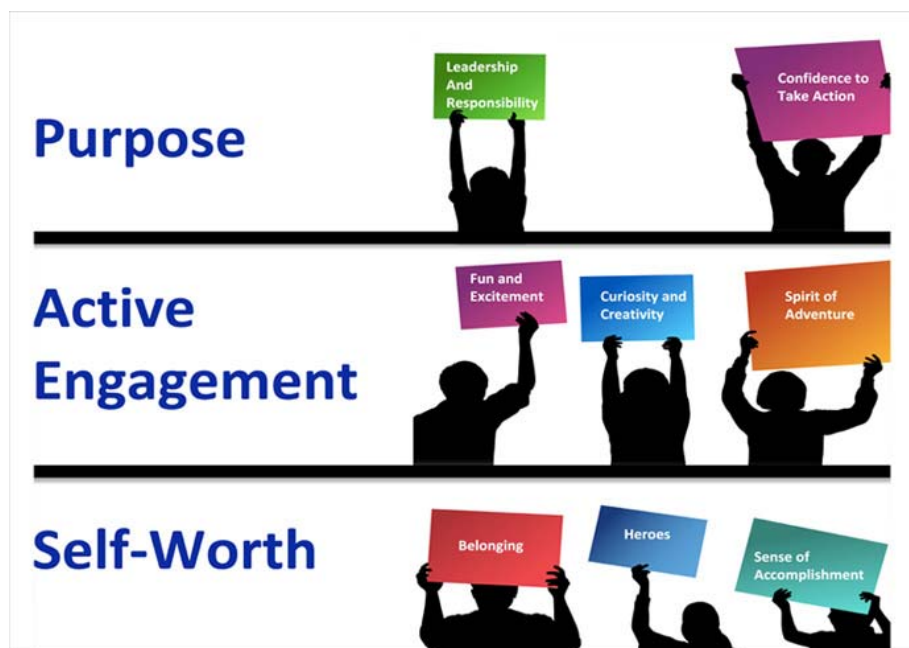 Purpose
Leadership
And
Responsibility
Confidence to
Take Action
Active
Engagement
Fun and
Excitement
Curiosity and
Creativity
Spirit of
Adventure
Self-Worth
Belonging
Heroes
Sense of
Accomplishment